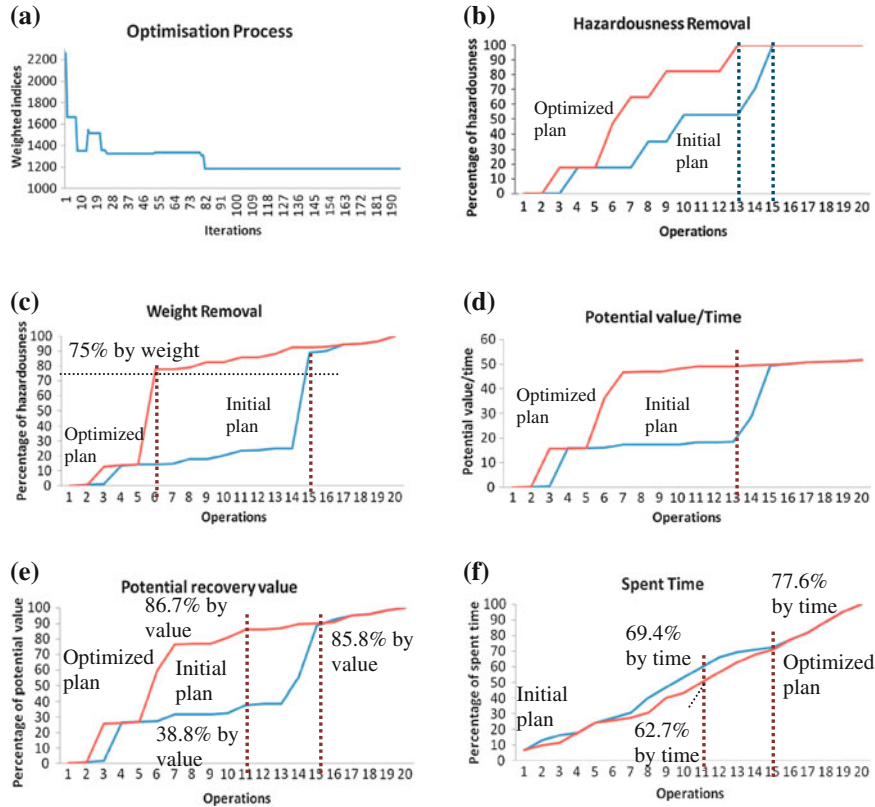 (a)
Optimisation Process
Weighted indices
2200
2000
1800
1600
1400
1200
1000
1 10 19 28 37 46 55 64 73 82 91 100 109 118 127 136 145 154 163 172 181 190
Iterations
(b)
Hazardousness Removal
Percentage of hazardousness
100
90
80
70
60
50
40
30
20
10
0
Optimized
plan
Initial
plan
1 2 3 4 5 6 7 8 9 10 11 12 13 14 15 16 17 18 19 20
Operations
(c)
Weight Removal
Percentage of hazardousness
100
90
80
70
60
50
40
30
20
10
0
75% by weight
Initial
plan
Optimized
plan
1 2 3 4 5 6 7 8 9 10 11 12 13 14 15 16 17 18 19 20
Operations
(d)
Potential value/Time
Potential value/time
60
50
40
30
20
10
0
Optimized
plan
Initial
plan
1 2 3 4 5 6 7 8 9 10 11 12 13 14 15 16 17 18 19 20
Operations
(e)
Potential recovery value
Percentage of potential value
100
90
80
70
60
50
40
30
20
10
0
86.7% by
value
85.8% by
value
Optimized
plan
Initial
plan
38.8% by
value
1 2 3 4 5 6 7 8 9 10 11 12 13 14 15 16 17 18 19 20
Operations
(f)
Spent Time
Percentage of spent time
100
90
80
70
60
50
40
30
20
10
0
77.6%
by time
69.4%
by time
Optimized
plan
Initial
plan
62.7%
by time
1 2 3 4 5 6 7 8 9 10 11 12 13 14 15 16 17 18 19 20
Operations